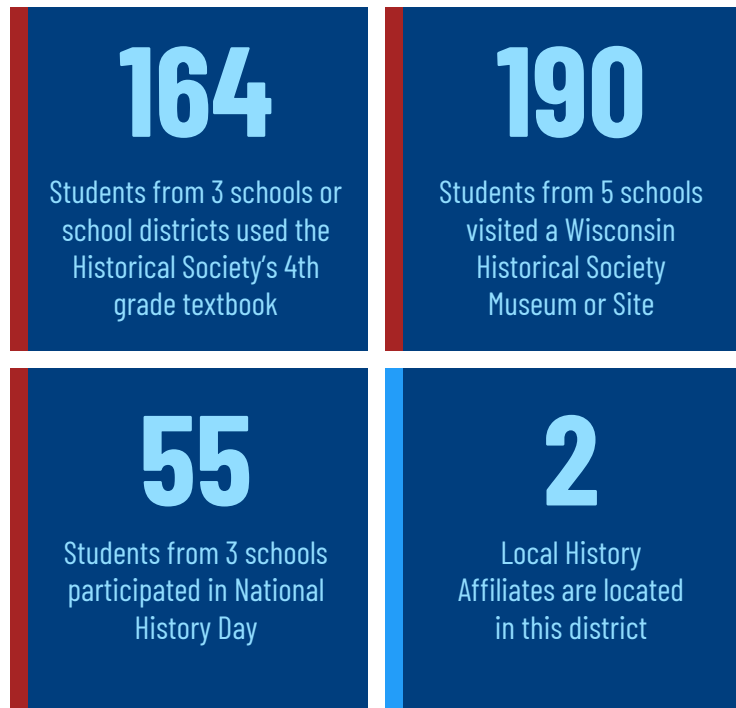 164
Students from 3 schools or
school districts used the
Historical Society’s 4th
grade textbook
190
Students from 5 schools
visited a Wisconsin
Historical Society
Museum or Site
55
Students from 3 schools
participated in National
History Day
2
Local History
Affiliates are located
in this district